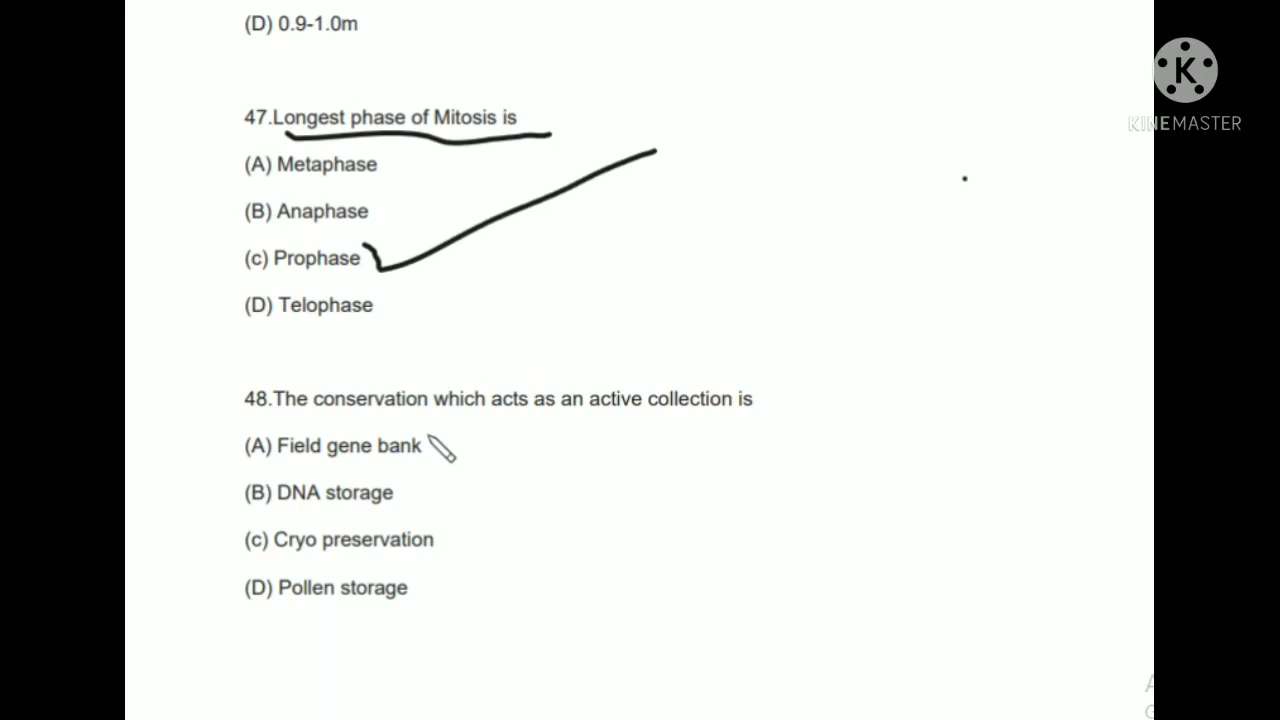 (D) 0.9-1.0m
KINEMASTER
47.Longest phase of Mitosis is
(A) Metaphase
(B) Anaphase
(c) Prophase
(D) Telophase
48.The conservation which acts as an active collection is
(A) Field gene bank
(B) DNA storage
(c) Cryo preservation
(D) Pollen storage